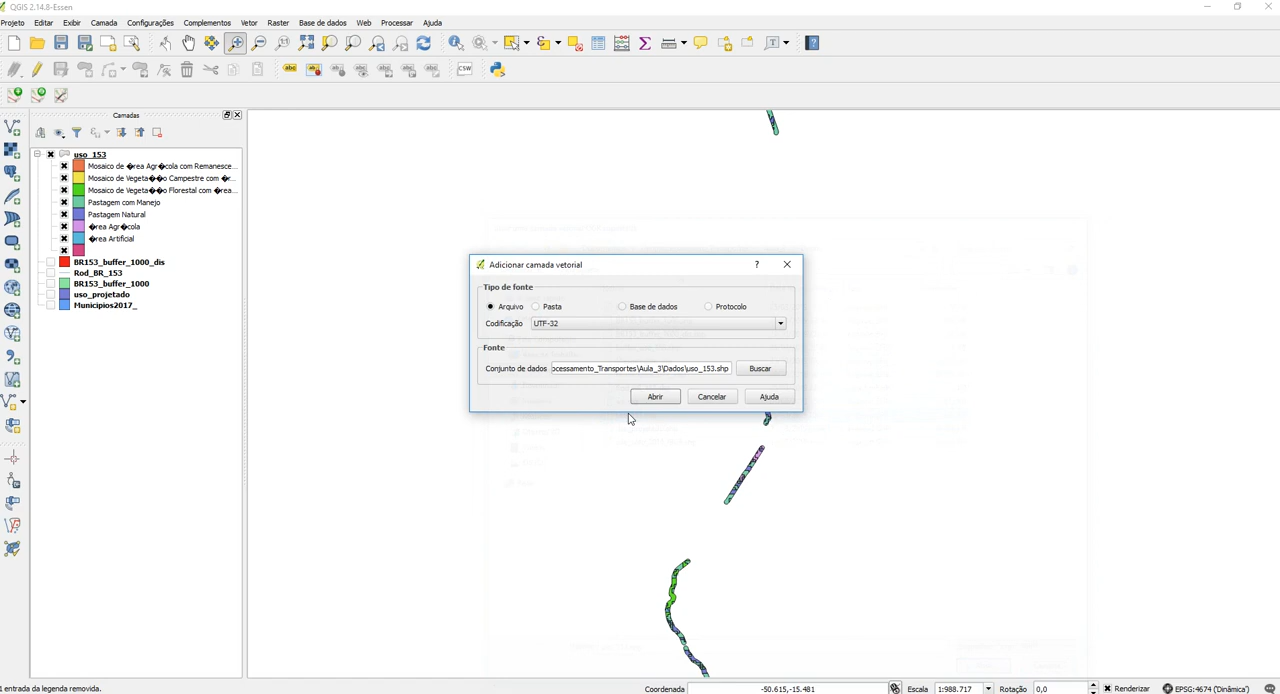 QGIS 2.14.8-Essen
Projeto Editar Exibir Camada Configurações Complementos Vetor Raster Base de dados Web Processar Ajuda
abc abc CSW
Camadas
uso_153
Mosaico de �rea Agr�cola com Remanesce...
Mosaico de Vegeta��o Campestre com �r...
Mosaico de Vegeta��o Florestal com �rea...
Pastagem com Manejo
Pastagem Natural
�rea Agr�cola
�rea Artificial
BR153_buffer_1000_dis
Rod_BR_153
BR153_buffer_1000
uso_projetado
Municipios2017_
Adicionar camada vetorial
Tipo de fonte
Arquivo Pasta Base de dados Protocolo
Codificação UTF-32
Fonte
Conjunto de dados ocessamento_Transportes\Aula_3\Dados\uso_153.shp Buscar
Abrir Cancelar Ajuda
1 entrada da legenda removida. Coordenada -50.615,-15.481 Escala 1:988.717 Rotação 0,0 Renderizar EPSG:4674 (Dinâmica)